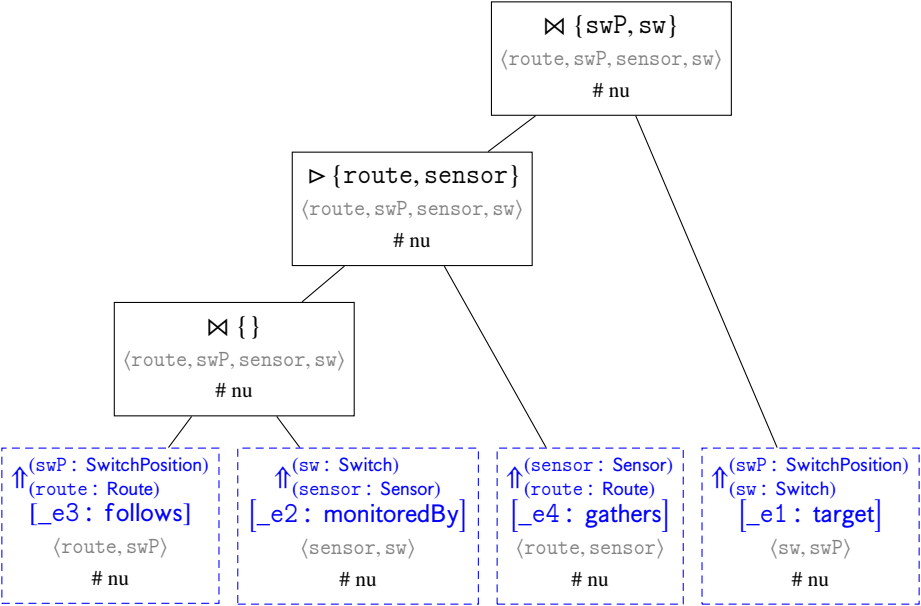 ⋈ {swP, sw}
⟨route, swP, sensor, sw⟩
# nu
▷ {route, sensor}
⟨route, swP, sensor, sw⟩
# nu
⋈ {}
⟨route, swP, sensor, sw⟩
# nu
⇑(swP : SwitchPosition)
(route : Route)
[_e3 : follows]
⟨route, swP⟩
# nu
⇑(sw : Switch)
(sensor : Sensor)
[_e2 : monitoredBy]
⟨sensor, sw⟩
# nu
⇑(sensor : Sensor)
(route : Route)
[_e4 : gathers]
⟨route, sensor⟩
# nu
⇑(swP : SwitchPosition)
(sw : Switch)
[_e1 : target]
⟨sw, swP⟩
# nu